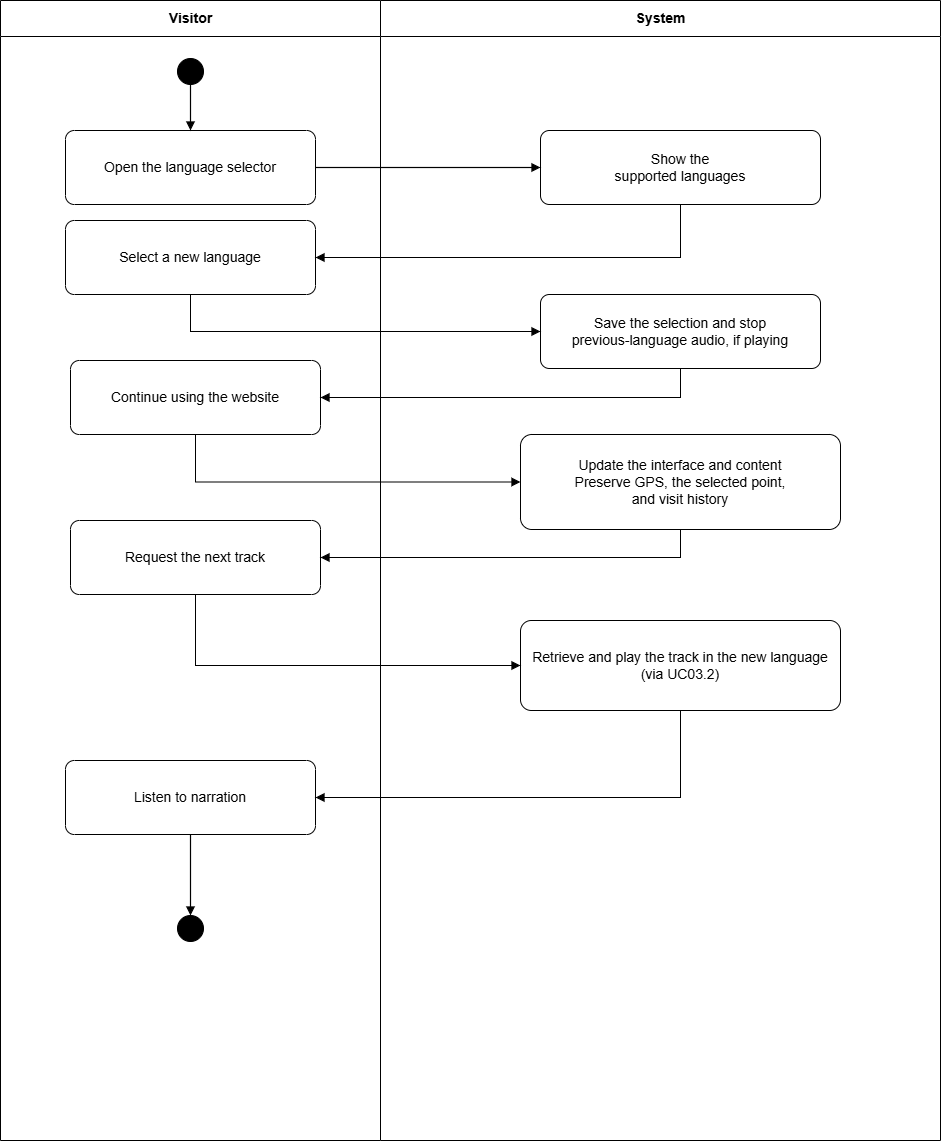 Visitor
System
Open the language selector
Show the
supported languages
Select a new language
Save the selection and stop
previous-language audio, if playing
Continue using the website
Update the interface and content
Preserve GPS, the selected point,
and visit history
Request the next track
Retrieve and play the track in the new language
(via UC03.2)
Listen to narration